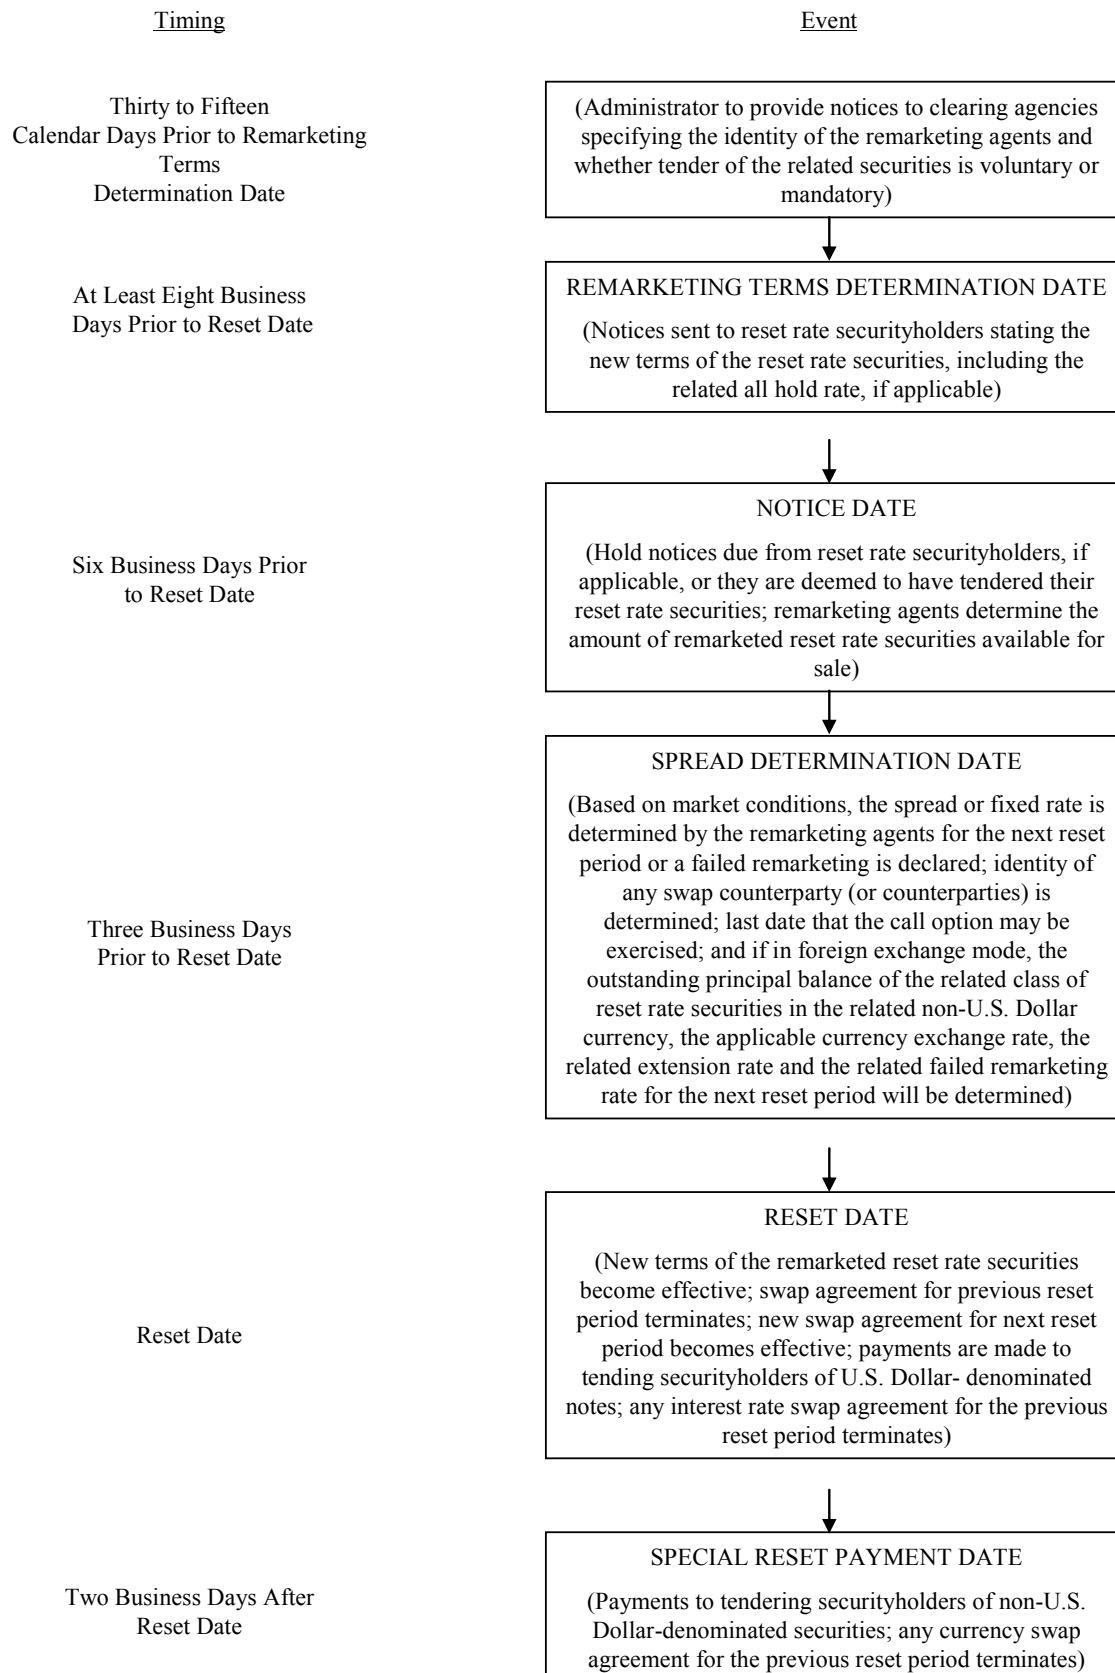 Timing
Event
Thirty to Fifteen
Calendar Days Prior to Remarketing
Terms
Determination Date
(Administrator to provide notices to clearing agencies
specifying the identity of the remarketing agents and
whether tender of the related securities is voluntary or
mandatory)
At Least Eight Business
Days Prior to Reset Date
REMARKETING TERMS DETERMINATION DATE
(Notices sent to reset rate securityholders stating the
new terms of the reset rate securities, including the
related all hold rate, if applicable)
Six Business Days Prior
to Reset Date
NOTICE DATE
(Hold notices due from reset rate securityholders, if
applicable, or they are deemed to have tendered their
reset rate securities; remarketing agents determine the
amount of remarketed reset rate securities available for
sale)
Three Business Days
Prior to Reset Date
SPREAD DETERMINATION DATE
(Based on market conditions, the spread or fixed rate is
determined by the remarketing agents for the next reset
period or a failed remarketing is declared; identity of
any swap counterparty (or counterparties) is
determined; last date that the call option may be
exercised; and if in foreign exchange mode, the
outstanding principal balance of the related class of
reset rate securities in the related non-U.S. Dollar
currency, the applicable currency exchange rate, the
related extension rate and the related failed remarketing
rate for the next reset period will be determined)
Reset Date
RESET DATE
(New terms of the remarketed reset rate securities
become effective; swap agreement for previous reset
period terminates; new swap agreement for next reset
period becomes effective; payments are made to
tending securityholders of U.S. Dollar- denominated
notes; any interest rate swap agreement for the previous
reset period terminates)
Two Business Days After
Reset Date
SPECIAL RESET PAYMENT DATE
(Payments to tendering securityholders of non-U.S.
Dollar-denominated securities; any currency swap
agreement for the previous reset period terminates)